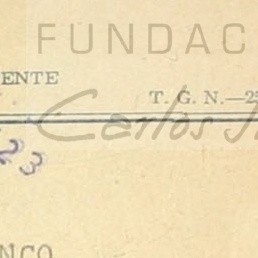 FUNDAC
ENTE
T. G. N.—2
Carlos
23
NCO